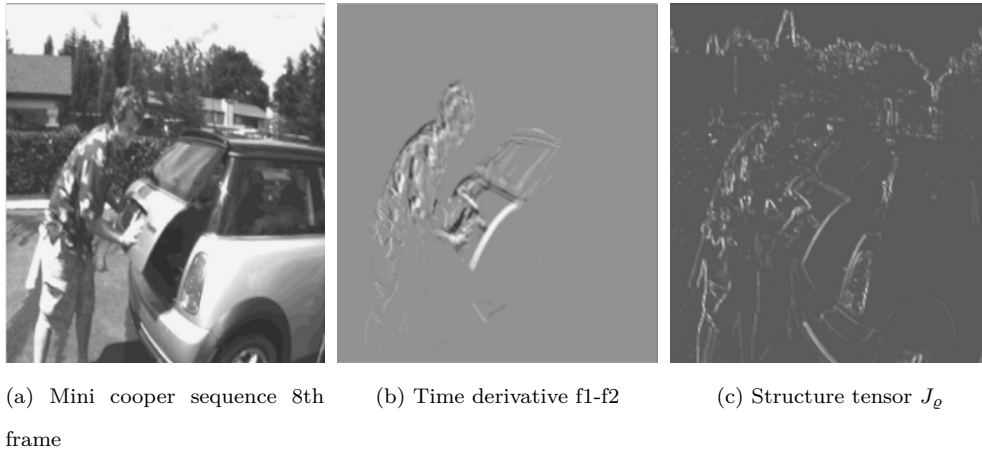 (a) Mini cooper sequence 8th
frame
(b) Time derivative f1-f2
(c) Structure tensor J_ϱ